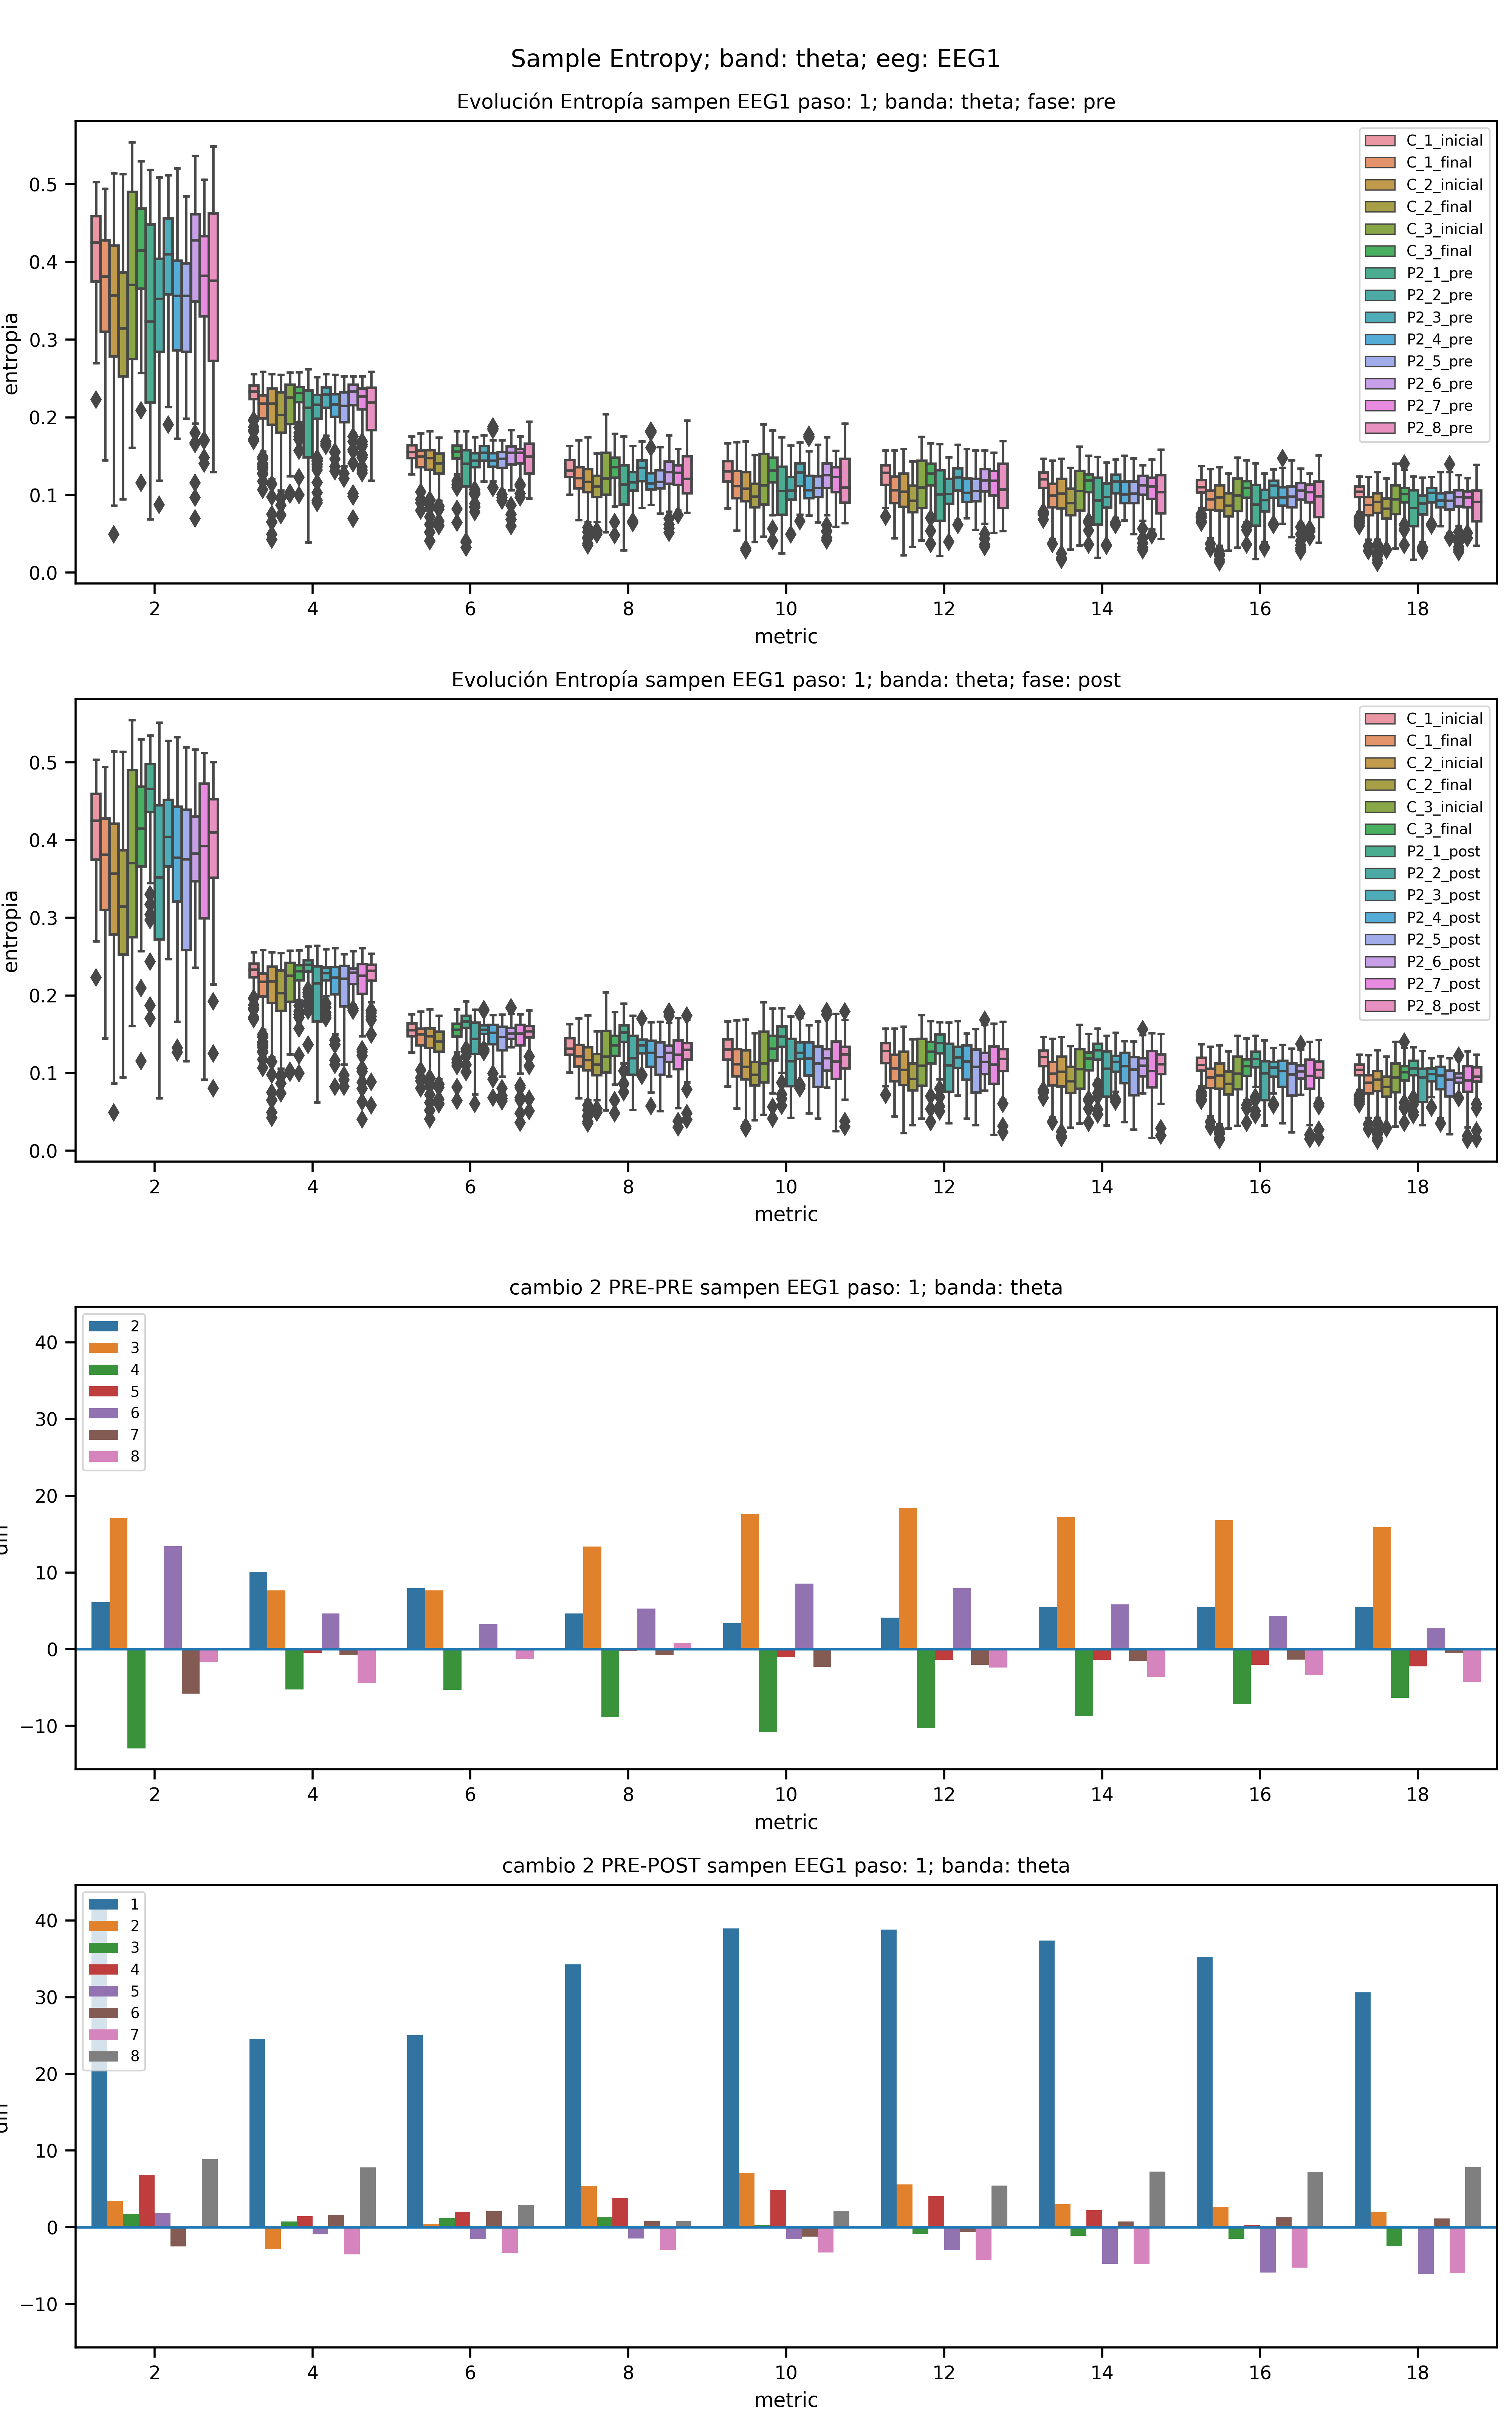 Sample Entropy; band: theta; eeg: EEG1
Evolución Entropía sampen EEG1 paso: 1; banda: theta; fase: pre
entropia
0.5
0.4
0.3
0.2
0.1
0.0
C_1_inicial
C_1_final
C_2_inicial
C_2_final
C_3_inicial
C_3_final
P2_1_pre
P2_2_pre
P2_3_pre
P2_4_pre
P2_5_pre
P2_6_pre
P2_7_pre
P2_8_pre
2 4 6 8 10 12 14 16 18
metric
Evolución Entropía sampen EEG1 paso: 1; banda: theta; fase: post
entropia
0.5
0.4
0.3
0.2
0.1
0.0
C_1_inicial
C_1_final
C_2_inicial
C_2_final
C_3_inicial
C_3_final
P2_1_post
P2_2_post
P2_3_post
P2_4_post
P2_5_post
P2_6_post
P2_7_post
P2_8_post
2 4 6 8 10 12 14 16 18
metric
cambio 2 PRE-PRE sampen EEG1 paso: 1; banda: theta
40
30
20
10
0
−10
2
3
4
5
6
7
8
2 4 6 8 10 12 14 16 18
metric
cambio 2 PRE-POST sampen EEG1 paso: 1; banda: theta
40
30
20
10
0
−10
1
2
3
4
5
6
7
8
2 4 6 8 10 12 14 16 18
metric